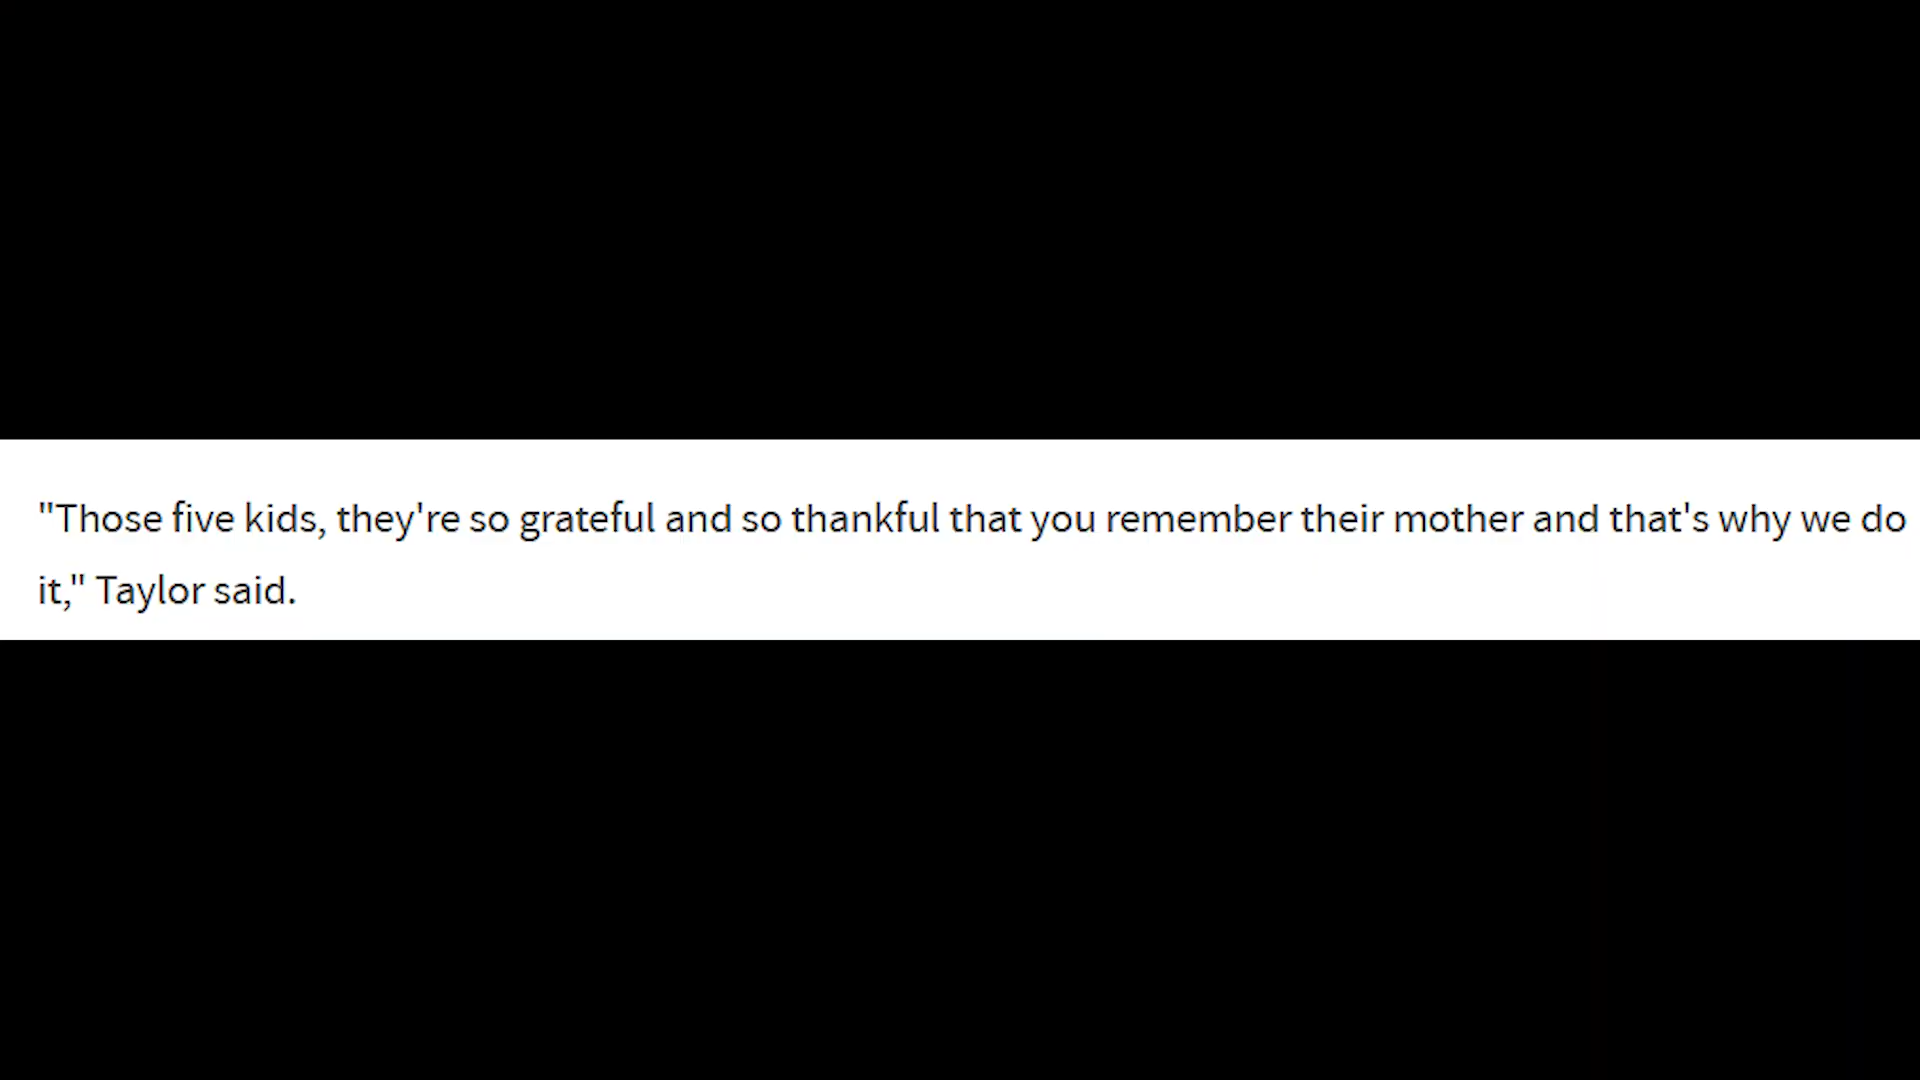 "Those five kids, they're so grateful and so thankful that you remember their mother and that's why we do
it," Taylor said.